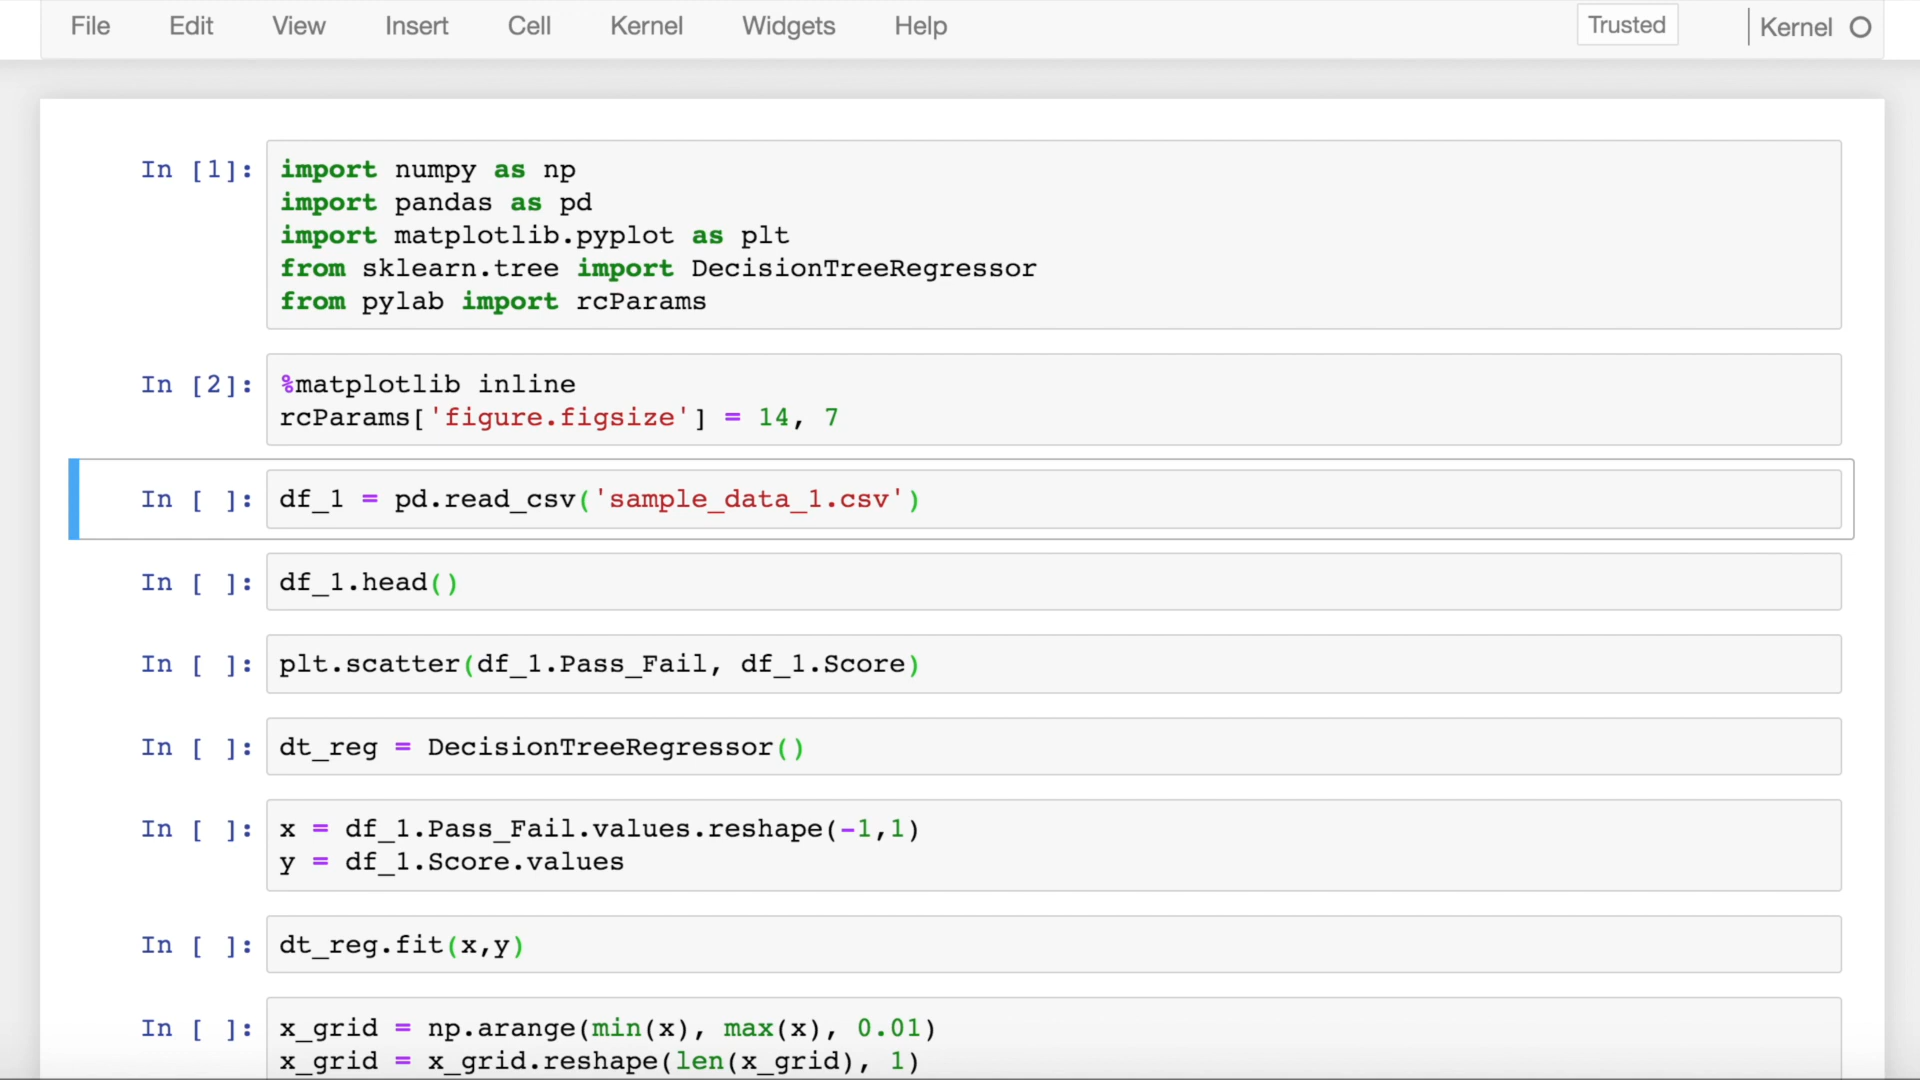 File Edit View Insert Cell Kernel Widgets Help Trusted Kernel
In [1]: import numpy as np
import pandas as pd
import matplotlib.pyplot as plt
from sklearn.tree import DecisionTreeRegressor
from pylab import rcParams
In [2]: %matplotlib inline
rcParams['figure.figsize'] = 14, 7
In [ ]: df_1 = pd.read_csv('sample_data_1.csv')
In [ ]: df_1.head()
In [ ]: plt.scatter(df_1.Pass_Fail, df_1.Score)
In [ ]: dt_reg = DecisionTreeRegressor()
In [ ]: x = df_1.Pass_Fail.values.reshape(-1,1)
y = df_1.Score.values
In [ ]: dt_reg.fit(x,y)
In [ ]: x_grid = np.arange(min(x), max(x), 0.01)
x_grid = x_grid.reshape(len(x_grid), 1)